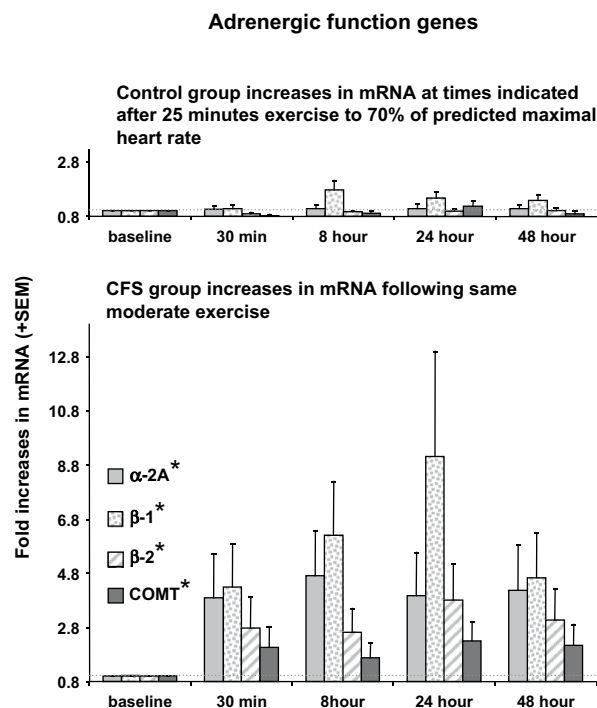 Adrenergic function genes
Control group increases in mRNA at times indicated
after 25 minutes exercise to 70% of predicted maximal
heart rate
2.8
0.8
baseline 30 min 8 hour 24 hour 48 hour
CFS group increases in mRNA following same
moderate exercise
Fold increases in mRNA (+SEM)
12.8
10.8
8.8
6.8
4.8
2.8
0.8
α-2A*
β-1*
β-2*
COMT*
baseline 30 min 8hour 24 hour 48 hour